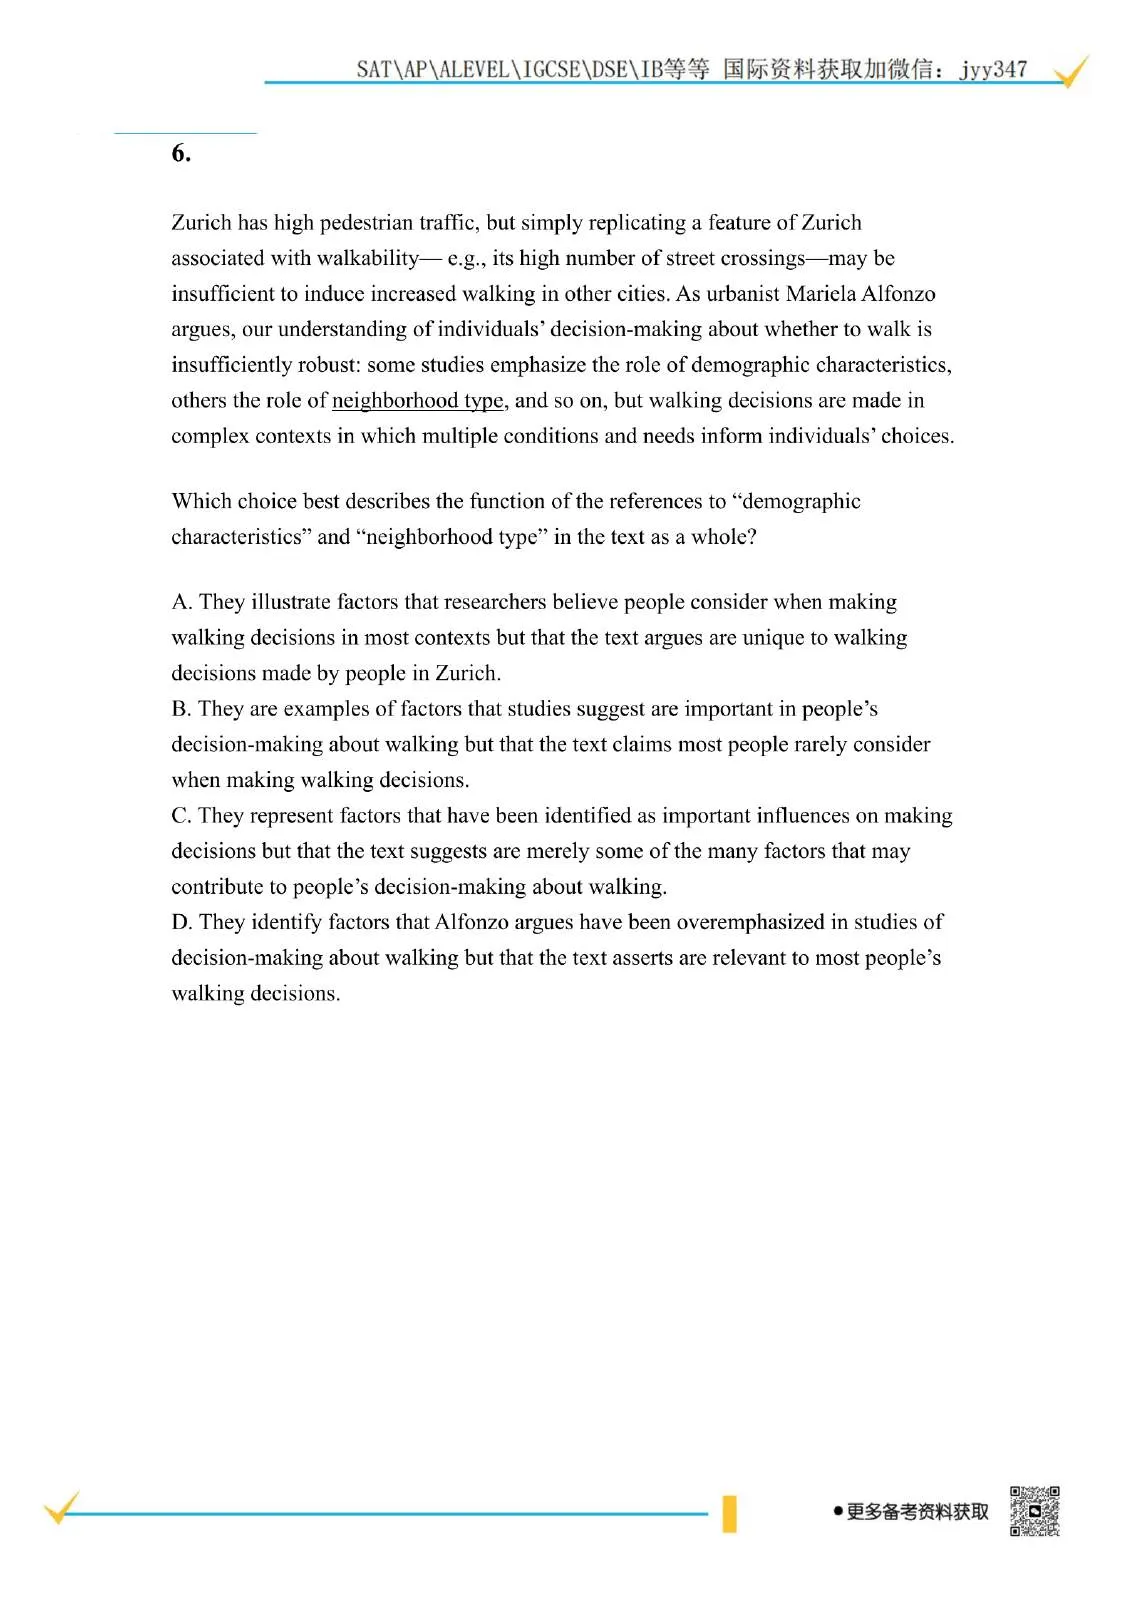 SAT\AP\ALEVEL\IGCSE\DSE\IB等等 国际资料获取加微信：jyy347
6.
Zurich has high pedestrian traffic, but simply replicating a feature of Zurich
associated with walkability— e.g., its high number of street crossings—may be
insufficient to induce increased walking in other cities. As urbanist Mariela Alfonzo
argues, our understanding of individuals’ decision-making about whether to walk is
insufficiently robust: some studies emphasize the role of demographic characteristics,
others the role of neighborhood type, and so on, but walking decisions are made in
complex contexts in which multiple conditions and needs inform individuals’ choices.
Which choice best describes the function of the references to “demographic
characteristics” and “neighborhood type” in the text as a whole?
A. They illustrate factors that researchers believe people consider when making
walking decisions in most contexts but that the text argues are unique to walking
decisions made by people in Zurich.
B. They are examples of factors that studies suggest are important in people’s
decision-making about walking but that the text claims most people rarely consider
when making walking decisions.
C. They represent factors that have been identified as important influences on making
decisions but that the text suggests are merely some of the many factors that may
contribute to people’s decision-making about walking.
D. They identify factors that Alfonzo argues have been overemphasized in studies of
decision-making about walking but that the text asserts are relevant to most people’s
walking decisions.
●更多备考资料获取